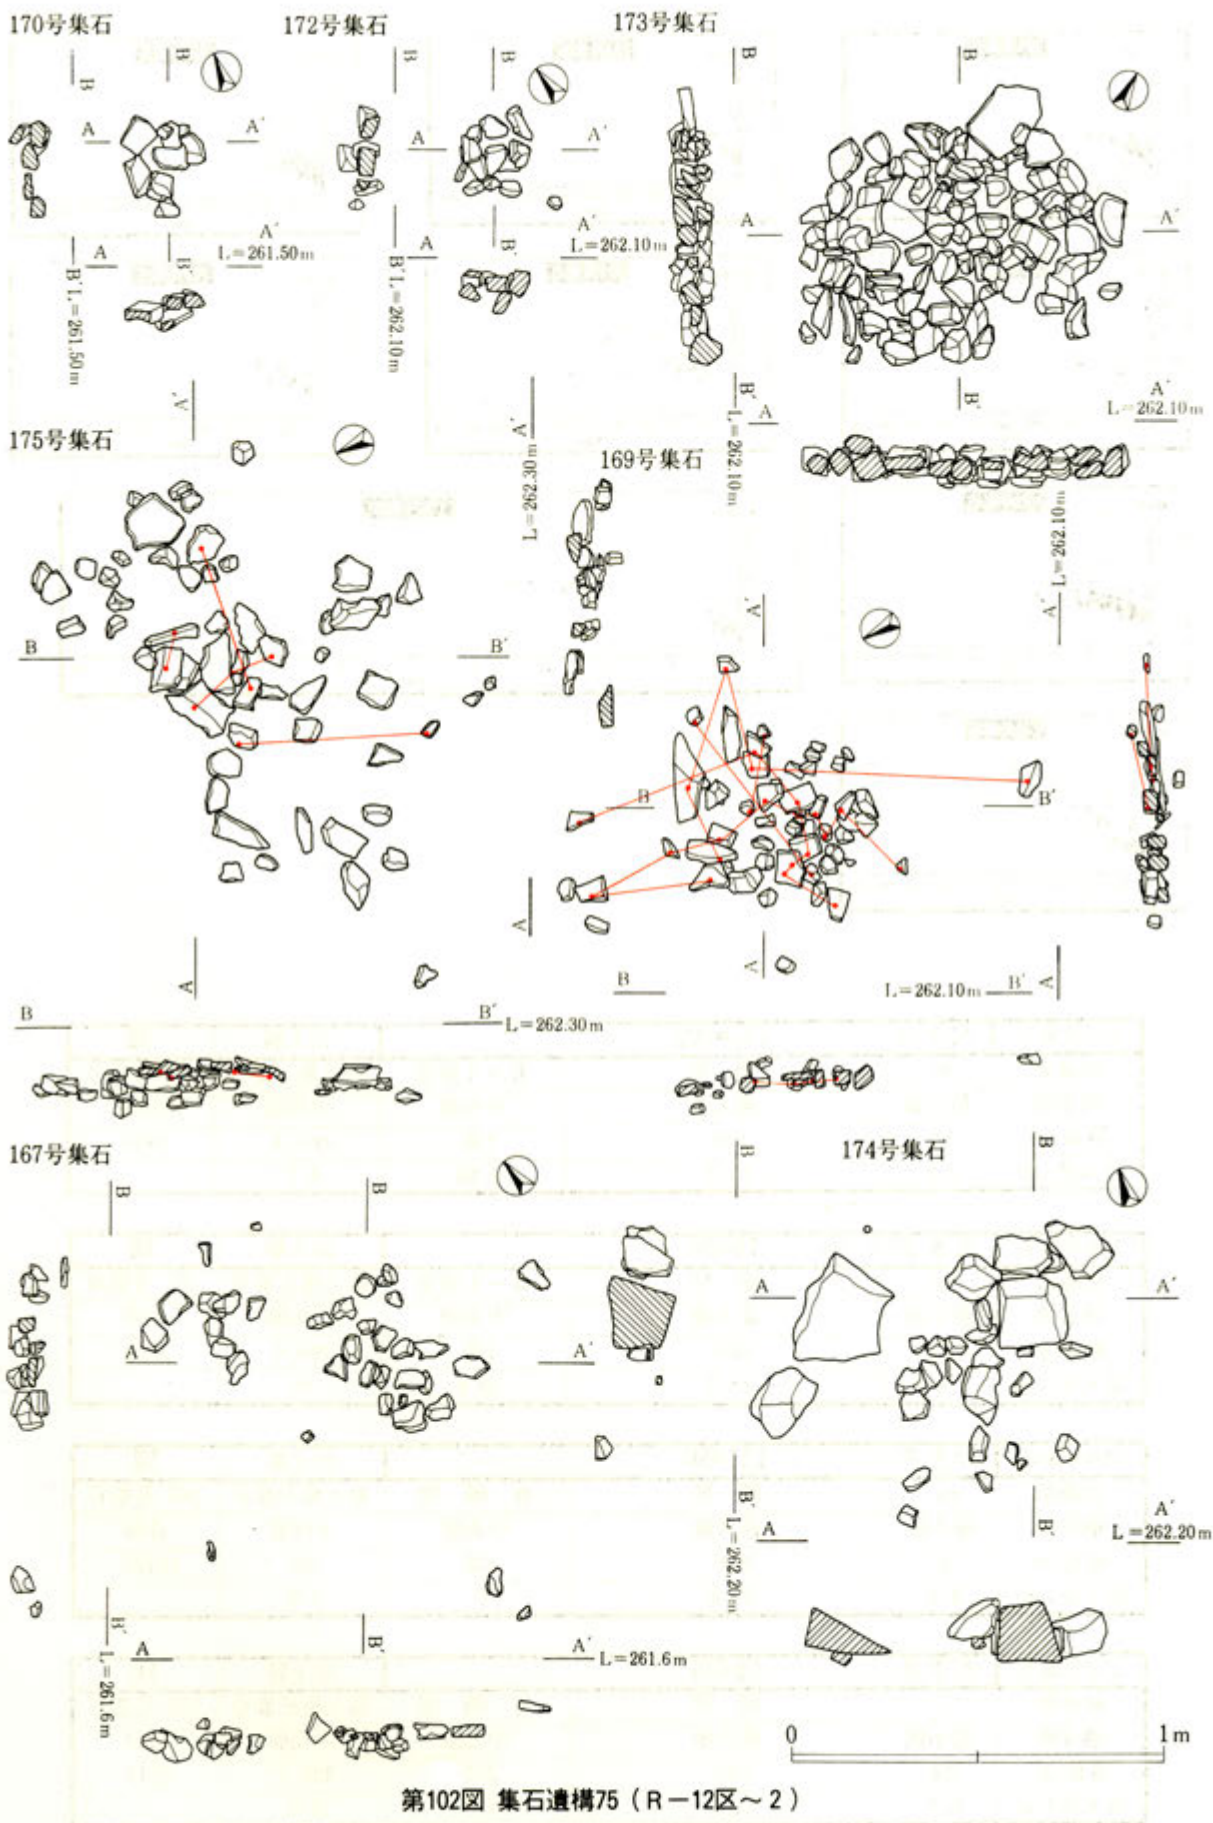 170号集石
172号集石
173号集石
B
B
A
A'
A
A'
L=261.50m
B
B' L=261.50m
B
B
A
A'
A
A'
L=262.10m
B'
B' L=262.10m
B
B
A
A'
B'
B' L=262.10m
A
A'
L=262.10m
175号集石
A'
A' L=262.30m
B
B'
A
A
B
B' L=262.30m
169号集石
A'
A' L=262.10m
B
B'
A
A
B
L=262.10m B'
167号集石
B
B
A
A'
B' L=261.6m
B'
A
A' L=261.6m
174号集石
B
B
A
A'
B' L=262.20m
B'
A
A'
L=262.20m
0 1m
第102図 集石遺構75（R－12区～2）